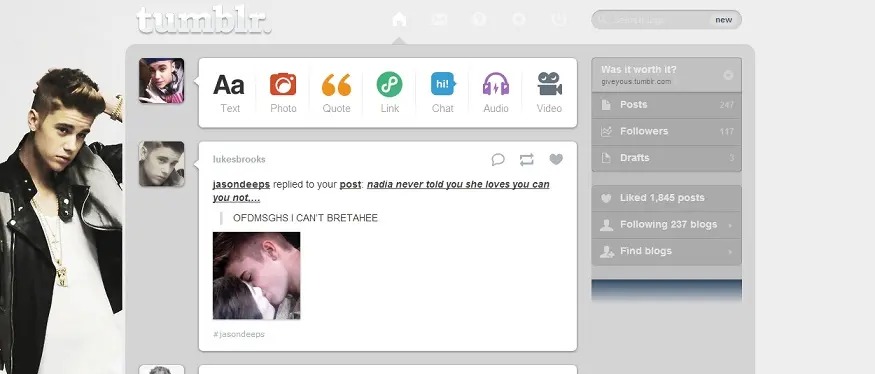 tumblr.
Search tags
new
Aa
hi!
Text
Photo
Quote
Link
Chat
Audio
Video
Was it worth it?
giveyous.tumblr.com
Posts 247
Followers 117
Drafts 3
Liked 1,845 posts
Following 237 blogs
Find blogs
lukesbrooks
jasondeeps replied to your post: nadia never told you she loves you can
you not,…
OFDMSGHS I CAN'T BRETAHEE
#jasondeeps